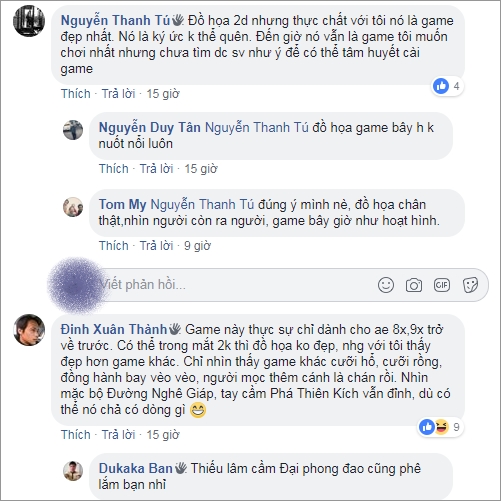 Nguyễn Thanh Tú Đồ họa 2d nhưng thực chất với tôi nó là game
đẹp nhất. Nó là ký ức k thể quên. Đến giờ nó vẫn là game tôi muốn
chơi nhất nhưng chưa tìm dc sv như ý để có thể tâm huyết cài
game
Thích · Trả lời · 15 giờ
4
Nguyễn Duy Tân Nguyễn Thanh Tú đồ họa game bây h k
nuốt nổi luôn
Thích · Trả lời · 15 giờ
Tom My Nguyễn Thanh Tú đúng ý mình nè, đồ họa chân
thật,nhìn người còn ra người, game bây giờ như hoạt hình.
Thích · Trả lời · 9 giờ
Viết phản hồi...
GIF
Đinh Xuân Thành Game này thực sự chỉ dành cho ae 8x,9x trở
về trước. Có thể trong mắt 2k thì đồ họa ko đẹp, nhg với tôi thấy
đẹp hơn game khác. Chỉ nhìn thấy game khác cưỡi hổ, cưỡi rồng,
đồng hành bay vèo vèo, người mọc thêm cánh là chán rồi. Nhìn
mặc bộ Đường Nghê Giáp, tay cầm Phá Thiên Kích vẫn đỉnh, dù có
thể nó chả có dòng gì
Thích · Trả lời · 15 giờ
9
Dukaka Ban Thiếu lâm cầm Đại phong đao cũng phê
lắm bạn nhỉ